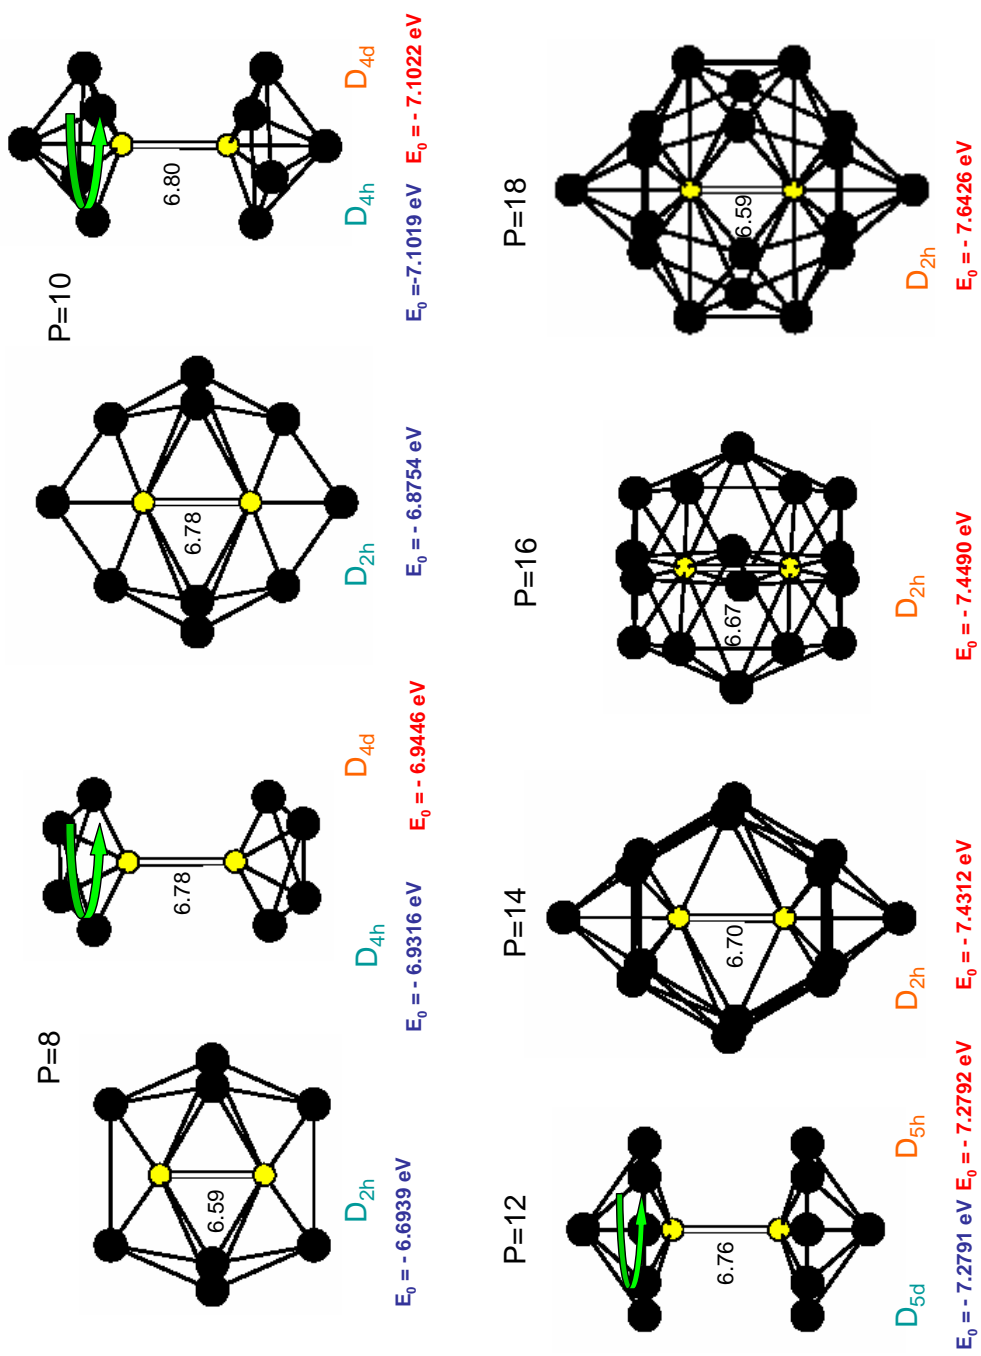 P=8
6.59
D2h
E0 = - 6.6939 eV
6.78
D4h
D4d
E0 = - 6.9316 eV
E0 = - 6.9446 eV
P=10
6.78
D2h
E0 = - 6.8754 eV
6.80
D4h
D4d
E0 =-7.1019 eV
E0 = - 7.1022 eV
P=12
6.76
D5d
D5h
E0 = - 7.2791 eV
E0 = - 7.2792 eV
P=14
6.70
D2h
E0 = - 7.4312 eV
P=16
6.67
D2h
E0 = - 7.4490 eV
P=18
6.59
D2h
E0 = - 7.6426 eV